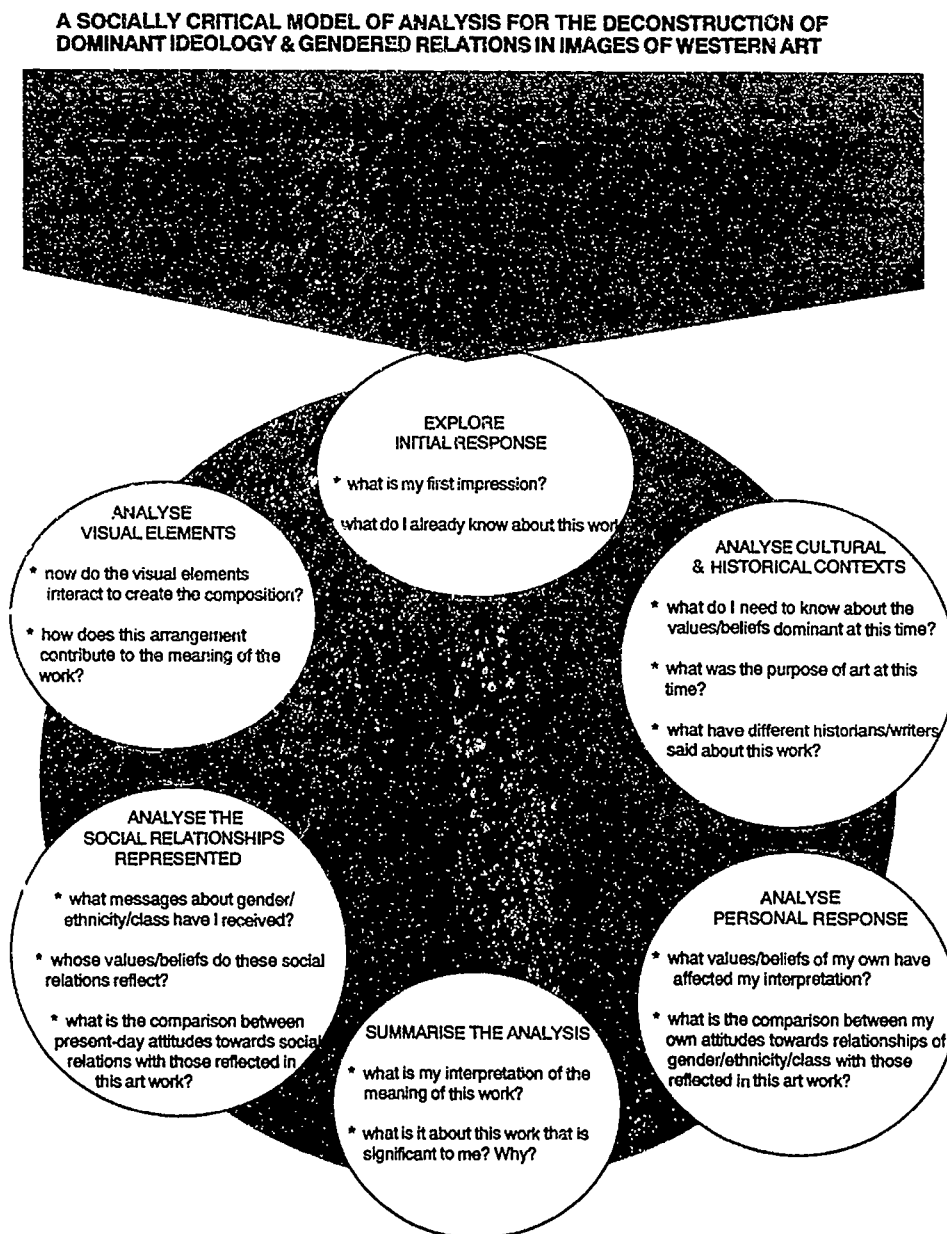 A SOCIALLY CRITICAL MODEL OF ANALYSIS FOR THE DECONSTRUCTION OF
DOMINANT IDEOLOGY & GENDERED RELATIONS IN IMAGES OF WESTERN ART
EXPLORE
INITIAL RESPONSE
* what is my first impression?
what do I already know about this work
ANALYSE
VISUAL ELEMENTS
* now do the visual elements
interact to create the composition?
* how does this arrangement
contribute to the meaning of the
work?
ANALYSE CULTURAL
& HISTORICAL CONTEXTS
* what do I need to know about the
values/beliefs dominant at this time?
* what was the purpose of art at this
time?
* what have different historians/writers
said about this work?
ANALYSE THE
SOCIAL RELATIONSHIPS
REPRESENTED
* what messages about gender/
ethnicity/class have I received?
* whose values/beliefs do these social
relations reflect?
* what is the comparison between
present-day attitudes towards social
relations with those reflected in
this art work?
ANALYSE
PERSONAL RESPONSE
* what values/beliefs of my own have
affected my interpretation?
* what is the comparison between my
own attitudes towards relationships of
gender/ethnicity/class with those
reflected in this art work?
SUMMARISE THE ANALYSIS
* what is my interpretation of the
meaning of this work?
* what is it about this work that is
significant to me? Why?